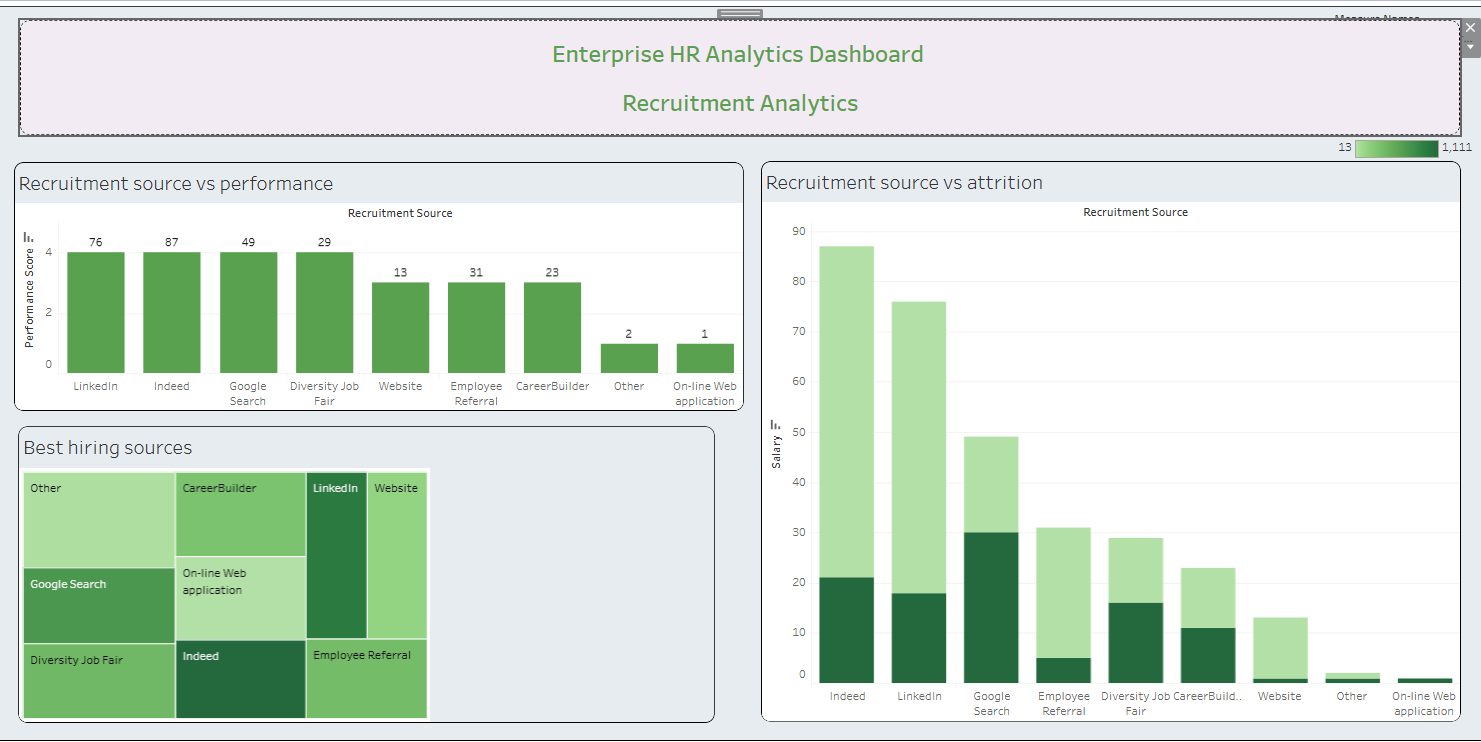 Measure Names
Enterprise HR Analytics Dashboard
Recruitment Analytics
13
1,111
Recruitment source vs performance
Recruitment Source
Performance Score
4
2
0
76
87
49
29
13
31
23
2
1
LinkedIn
Indeed
Google
Search
Diversity Job
Fair
Website
Employee
Referral
CareerBuilder
Other
On-line Web
application
Best hiring sources
Other
CareerBuilder
LinkedIn
Website
Google Search
On-line Web
application
Diversity Job Fair
Indeed
Employee Referral
Recruitment source vs attrition
Recruitment Source
Salary
90
80
70
60
50
40
30
20
10
0
Indeed
LinkedIn
Google
Search
Employee
Referral
Diversity Job
Fair
CareerBuild..
Website
Other
On-line Web
application